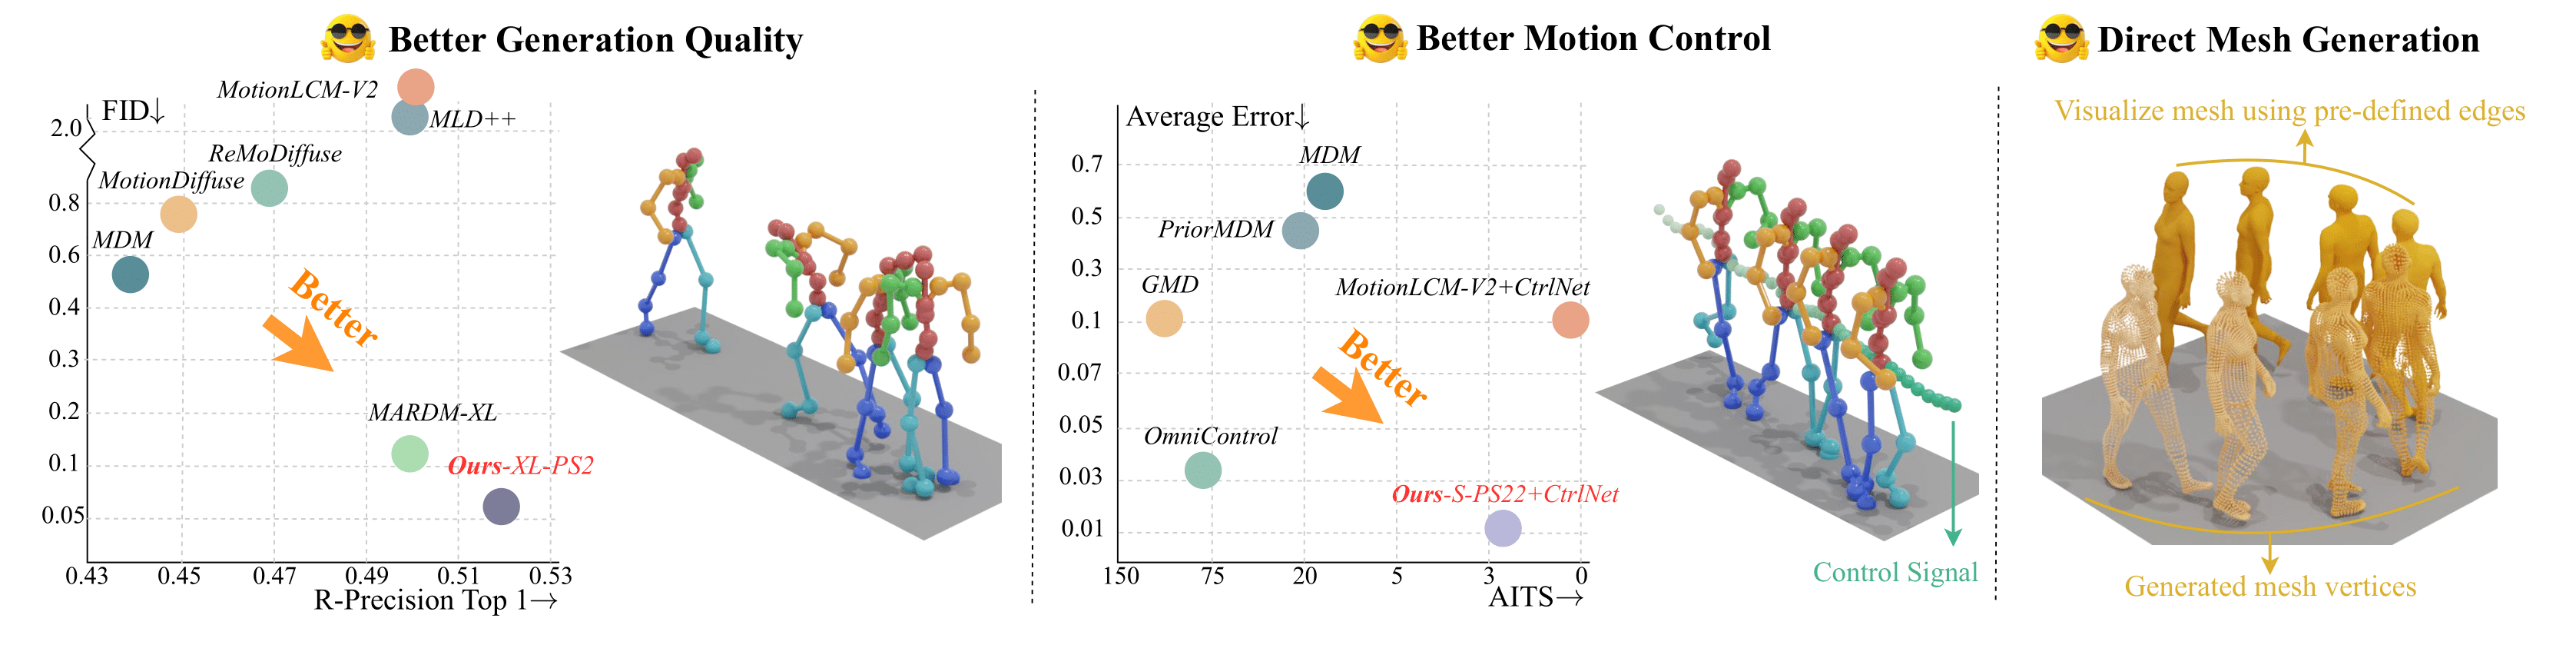 Better Generation Quality
FID↓
2.0
0.8
0.6
0.4
0.3
0.2
0.1
0.05
MotionLCM-V2
MLD++
ReMoDiffuse
MotionDiffuse
MDM
Better
MARDM-XL
Ours-XL-PS2
0.43 0.45 0.47 0.49 0.51 0.53
R-Precision Top 1→
Better Motion Control
Average Error↓
0.7
0.5
0.3
0.1
0.07
0.05
0.03
0.01
MDM
PriorMDM
GMD
MotionLCM-V2+CtrlNet
Better
OmniControl
Ours-S-PS22+CtrlNet
150 75 20 5 3 0
AITS→
Control Signal
Direct Mesh Generation
Visualize mesh using pre-defined edges
Generated mesh vertices